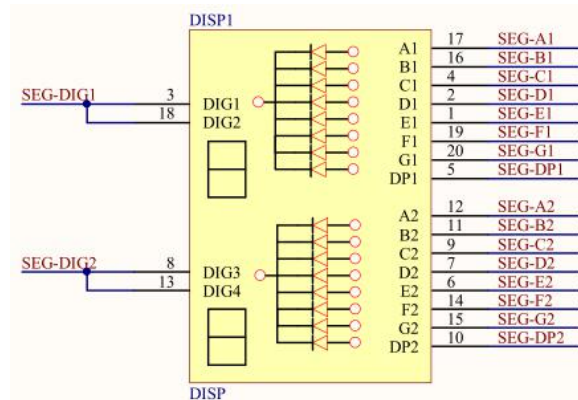 DISP1
17 SEG-A1
A1
16 SEG-B1
B1
4 SEG-C1
C1
SEG-DIG1 3 DIG1
2 SEG-D1
D1
18 DIG2
1 SEG-E1
E1
19 SEG-F1
F1
20 SEG-G1
G1
5 SEG-DP1
DP1
12 SEG-A2
A2
11 SEG-B2
B2
9 SEG-C2
C2
SEG-DIG2 8 DIG3
7 SEG-D2
D2
13 DIG4
6 SEG-E2
E2
14 SEG-F2
F2
15 SEG-G2
G2
10 SEG-DP2
DP2
DISP